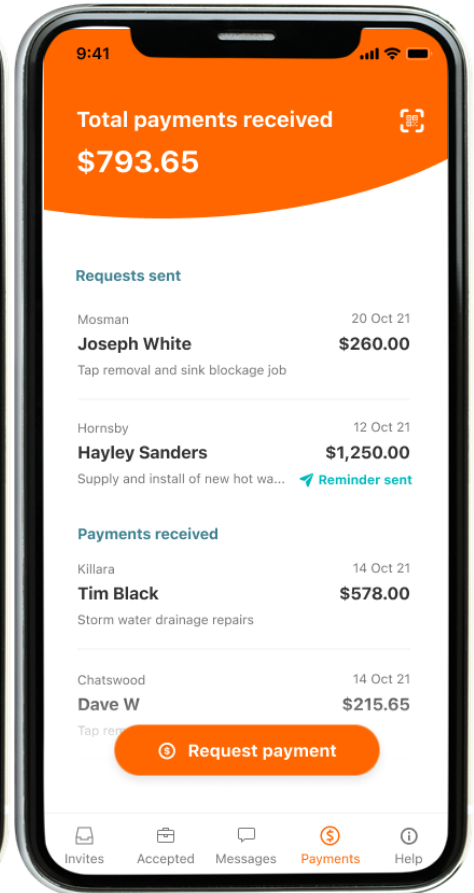 9:41
Total payments received
$793.65
Requests sent
Mosman 20 Oct 21
Joseph White $260.00
Tap removal and sink blockage job
Hornsby 12 Oct 21
Hayley Sanders $1,250.00
Supply and install of new hot wa... Reminder sent
Payments received
Killara 14 Oct 21
Tim Black $578.00
Storm water drainage repairs
Chatswood 14 Oct 21
Dave W $215.65
Tap rem
Request payment
Invites Accepted Messages Payments Help